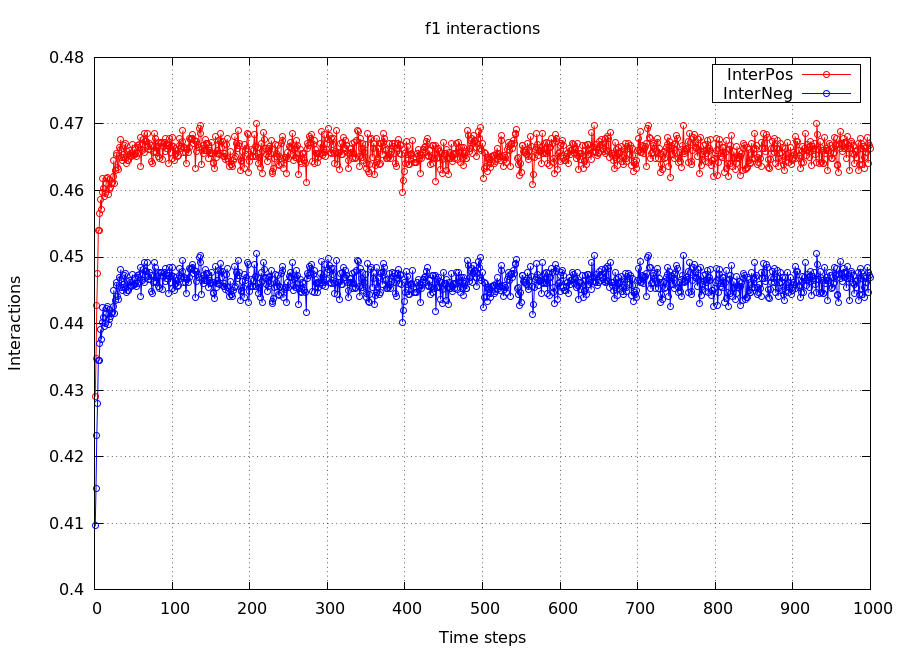 f1 interactions
0.48
0.47
0.46
0.45
0.44
0.43
0.42
0.41
0.4
Interactions
InterPos
InterNeg
0 100 200 300 400 500 600 700 800 900 1000
Time steps